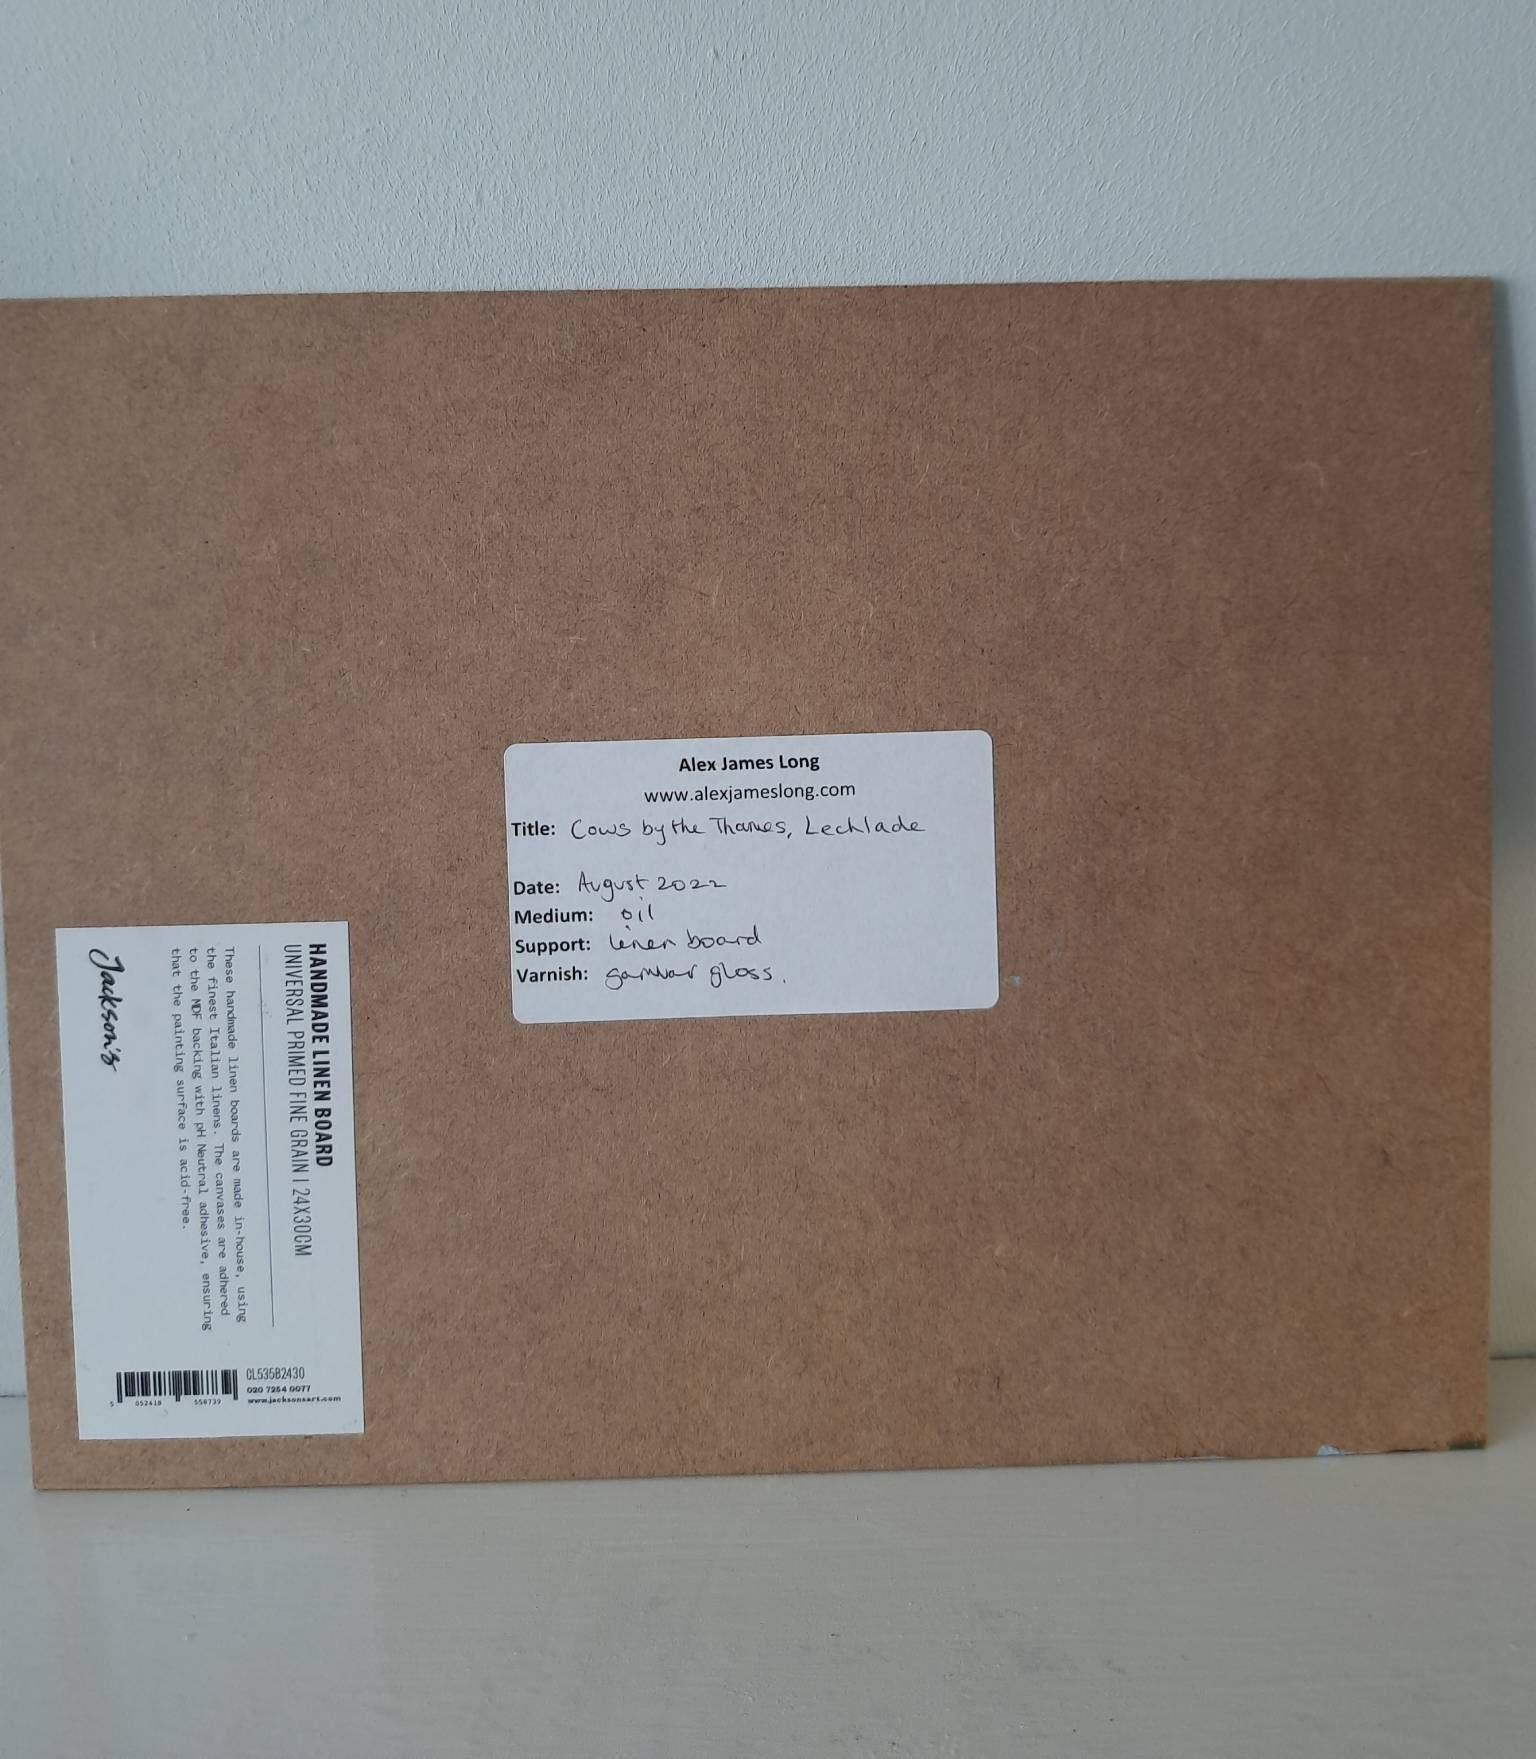 Alex James Long
www.alexjameslong.com
Title: Cows by the Thames, Lechlade
Date: August 2022
Medium: oil
Support: linen board
Varnish: gamvar gloss.
HANDMADE LINEN BOARD
UNIVERSAL PRIMED FINE GRAIN | 24X30CM
These handmade linen boards are made in-house, using
the finest Italian linens. The canvases are adhered
to the MDF backing with pH Neutral adhesive, ensuring
that the painting surface is acid-free.
Jackson's
CL535B2430
020 7254 0077
www.jacksonsart.com
5 052418 550739